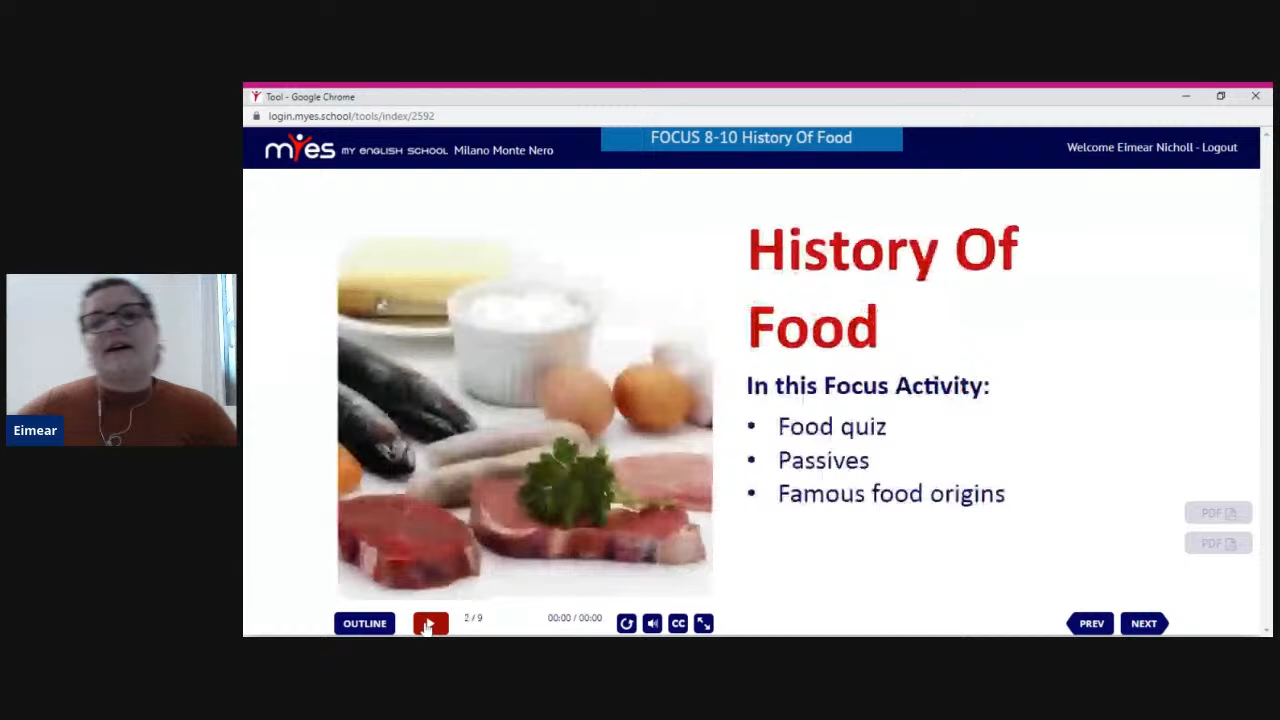 Tool - Google Chrome
login.myes.school/tools/index/2592
FOCUS 8-10 History Of Food
myes MY ENGLISH SCHOOL Milano Monte Nero
Welcome Eimear Nicholl - Logout
History Of
Food
In this Focus Activity:
• Food quiz
• Passives
• Famous food origins
Eimear
PDF
PDF
OUTLINE
2 / 9
00:00 / 00:00
CC
PREV
NEXT